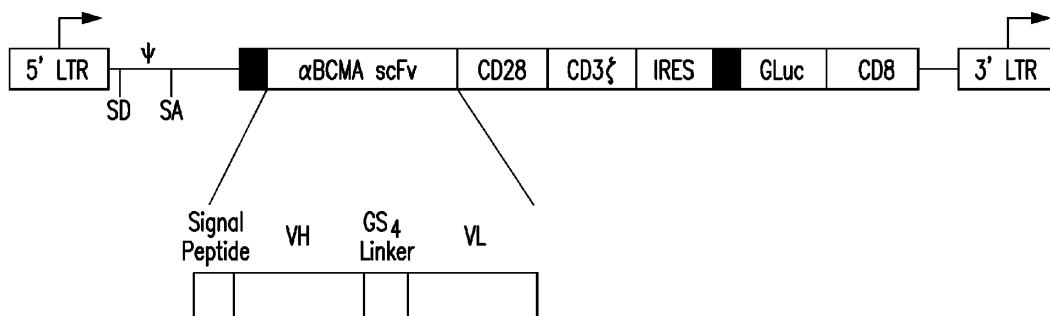 5' LTR
ψ
SD
SA
αBCMA scFv
CD28
CD3ζ
IRES
GLuc
CD8
3' LTR
Signal
Peptide
VH
GS4
Linker
VL